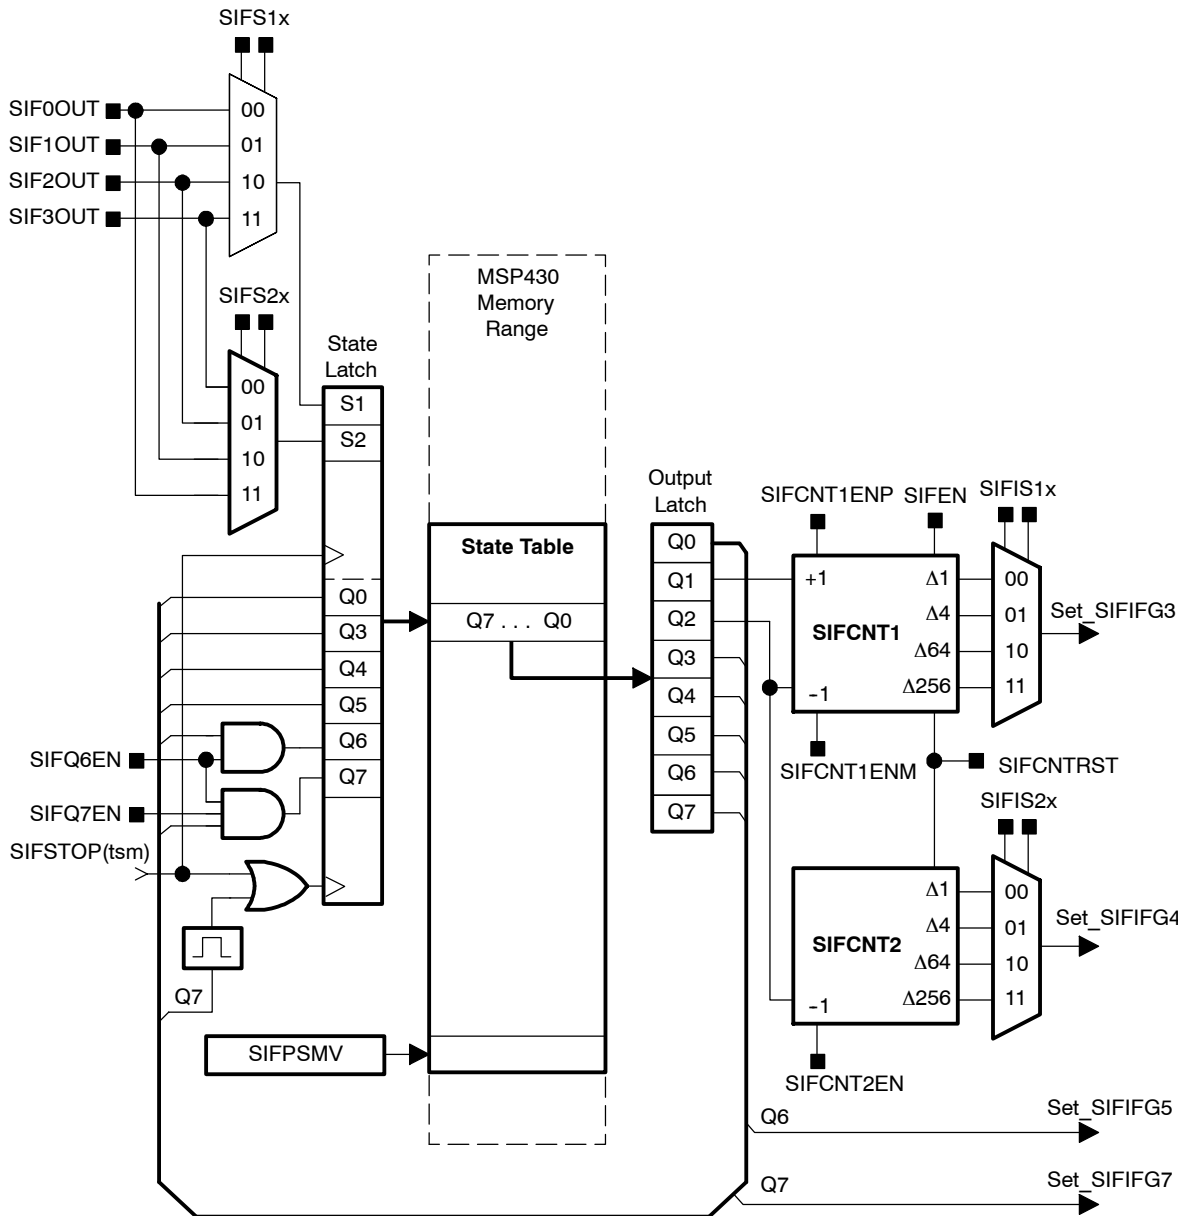 SIFS1x
SIF0OUT
SIF1OUT
SIF2OUT
SIF3OUT
00
01
10
11
SIFS2x
00
01
10
11
State
Latch
S1
S2
Q0
Q3
Q4
Q5
Q6
Q7
SIFQ6EN
SIFQ7EN
SIFSTOP(tsm)
Q7
SIFPSMV
MSP430
Memory
Range
State Table
Q7 . . . Q0
Output
Latch
Q0
Q1
Q2
Q3
Q4
Q5
Q6
Q7
SIFCNT1ENP
SIFEN
SIFIS1x
+1
Δ1
Δ4
SIFCNT1
Δ64
−1
Δ256
00
01
10
11
Set_SIFIFG3
SIFCNT1ENM
SIFCNTRST
SIFIS2x
Δ1
Δ4
SIFCNT2
Δ64
Δ256
−1
00
01
10
11
Set_SIFIFG4
SIFCNT2EN
Q6
Set_SIFIFG5
Q7
Set_SIFIFG7